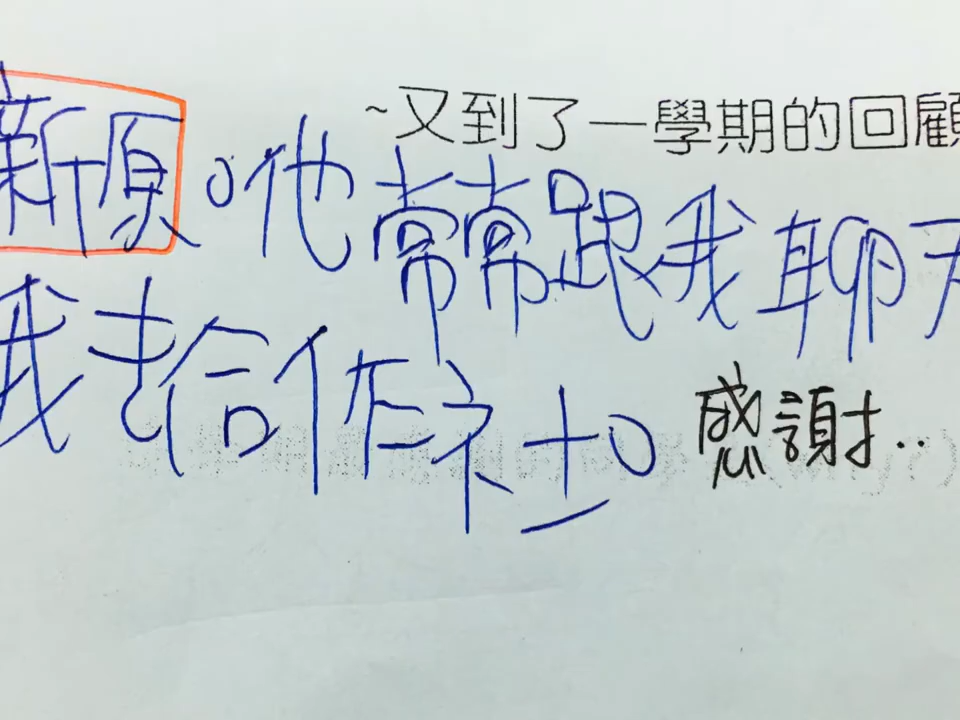 ~又到了一學期的回顧
新原。他常常跟我聊天
我去合作社。感謝..